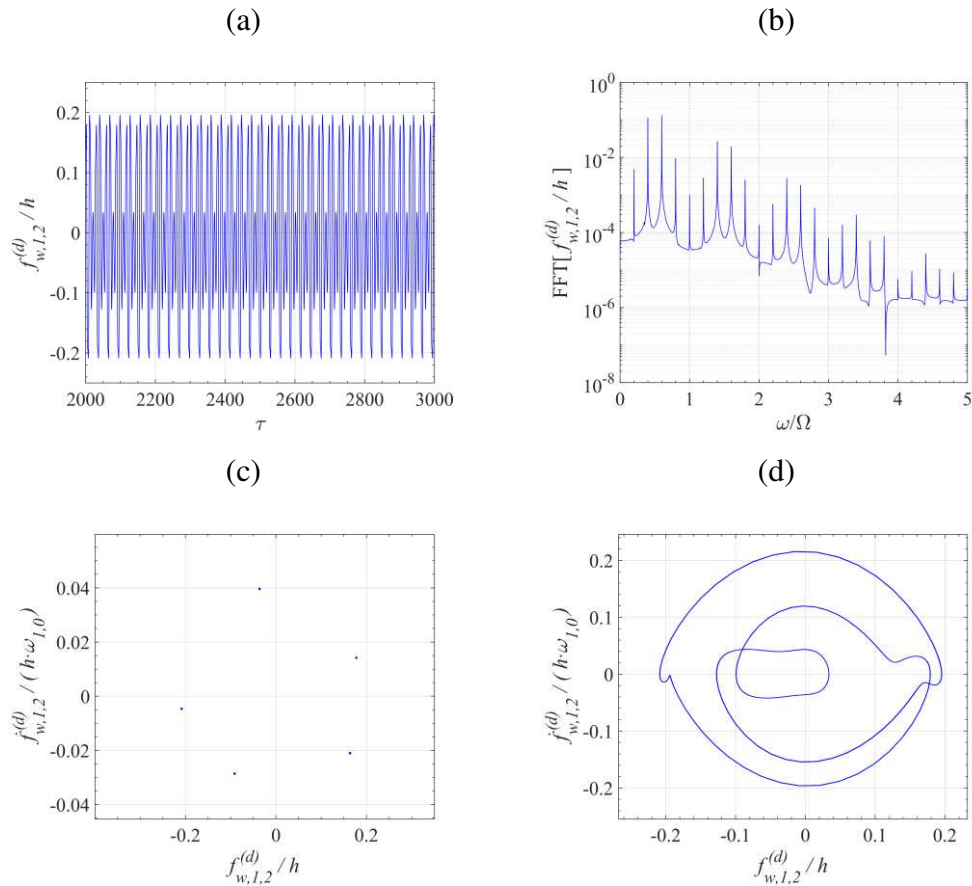 (a)
(b)
0.2
0.1
0
-0.1
-0.2
f_{w,1,2}^{(d)} / h
2000 2200 2400 2600 2800 3000
τ
10^0
10^{-2}
10^{-4}
10^{-6}
10^{-8}
FFT[f_{w,1,2}^{(d)} / h ]
0 1 2 3 4 5
ω/Ω
(c)
(d)
0.04
0.02
0
-0.02
-0.04
ḟ_{w,1,2}^{(d)} / ( h·ω_{1,0})
-0.2 0 0.2
f_{w,1,2}^{(d)} / h
0.2
0.1
0
-0.1
-0.2
ḟ_{w,1,2}^{(d)} / ( h·ω_{1,0})
-0.2 -0.1 0 0.1 0.2
f_{w,1,2}^{(d)} / h